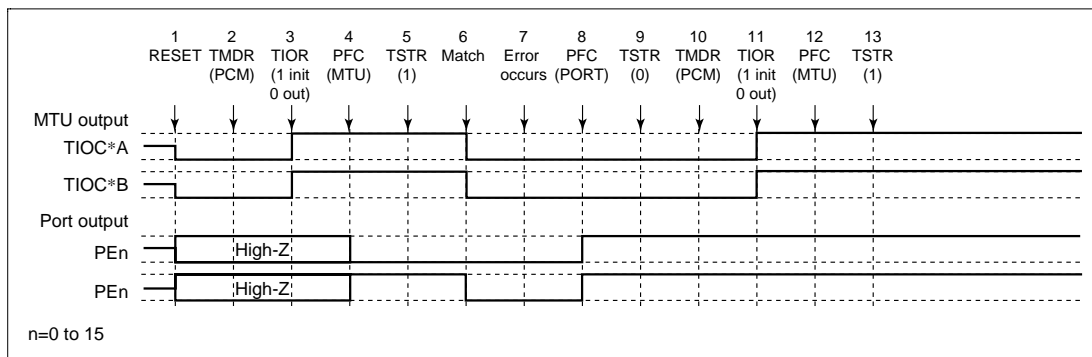 1 2 3 4 5 6 7 8 9 10 11 12 13
RESET TMDR TIOR PFC TSTR Match Error PFC TSTR TMDR TIOR PFC TSTR
(PCM) (1 init (MTU) (1) occurs (PORT) (0) (PCM) (1 init (MTU) (1)
0 out) 0 out)
MTU output
TIOC*A
TIOC*B
Port output
PEn High-Z
PEn High-Z
n=0 to 15